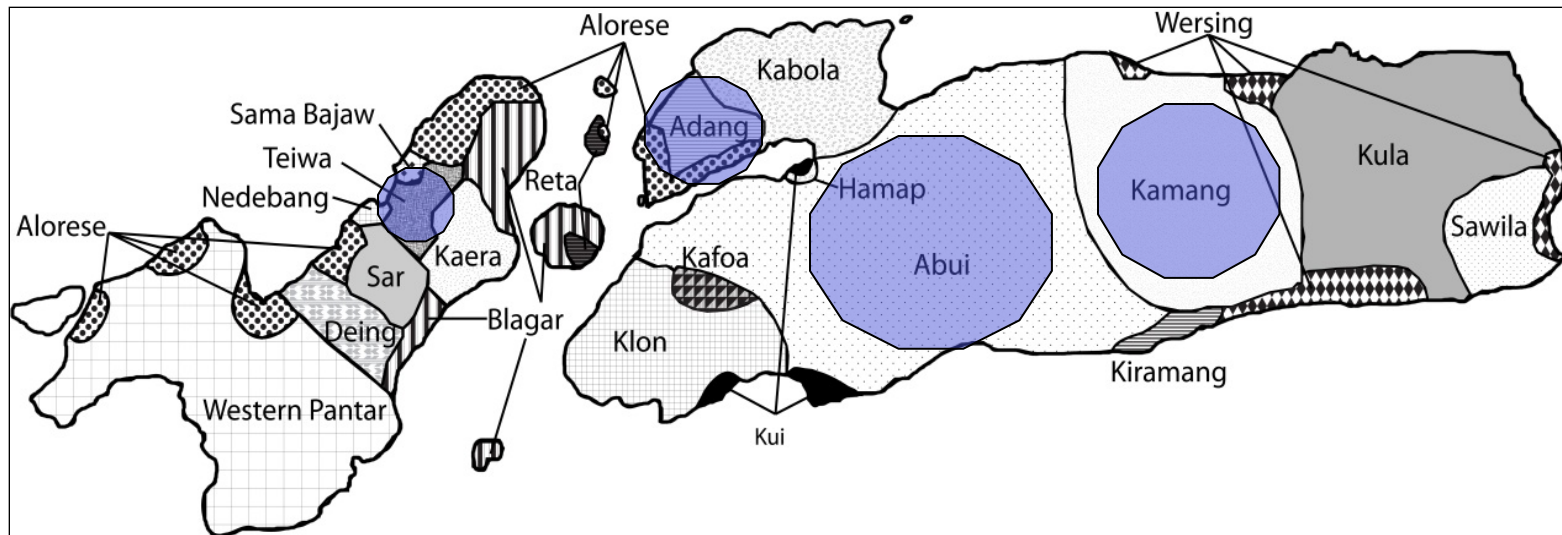 Alorese
Wersing
Kabola
Sama Bajaw
Adang
Teiwa
Kula
Reta
Hamap
Kamang
Nedebang
Alorese
Sawila
Kaera
Kafoa
Abui
Sar
Blagar
Deing
Klon
Kiramang
Western Pantar
Kui